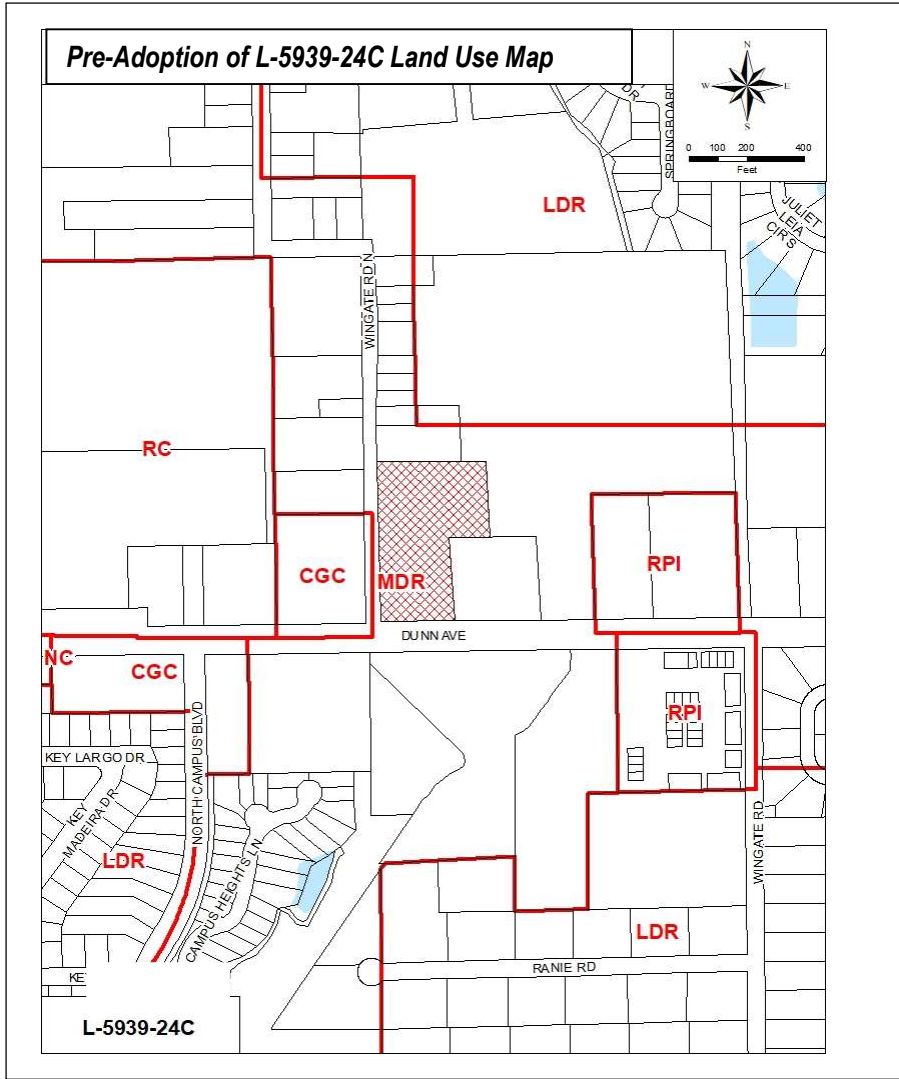 Pre-Adoption of L-5939-24C Land Use Map
N
W
E
S
0 100 200 400
Feet
DR
SPRINGBOARD
JULIET
LEIA
CIR S
LDR
WINGATE RD N
RC
CGC
MDR
RPI
DUNN AVE
NC
CGC
RPI
NORTH CAMPUS BLVD
KEY LARGO DR
KEY
MADEIRA DR
LDR
CAMPUS HEIGHTS LN
WINGATE RD
LDR
RANIE RD
KE
L-5939-24C